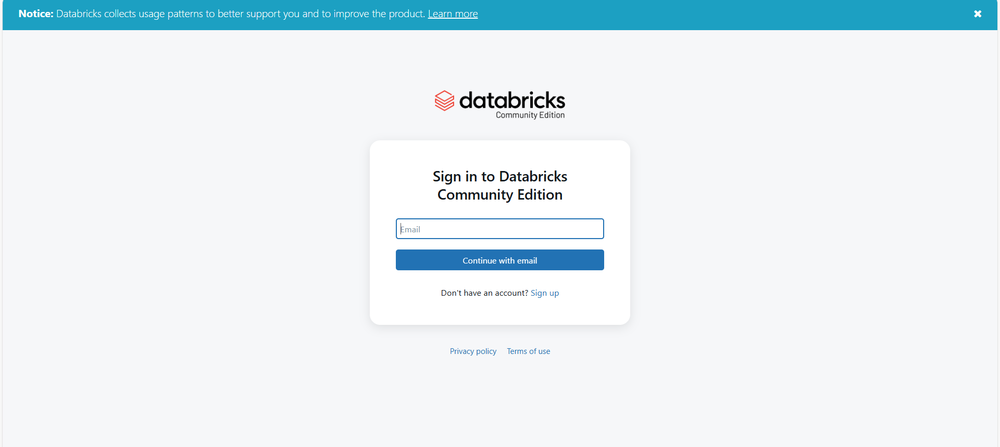 Notice: Databricks collects usage patterns to better support you and to improve the product. Learn more
databricks
Community Edition
Sign in to Databricks
Community Edition
Email
Continue with email
Don't have an account? Sign up
Privacy policy Terms of use